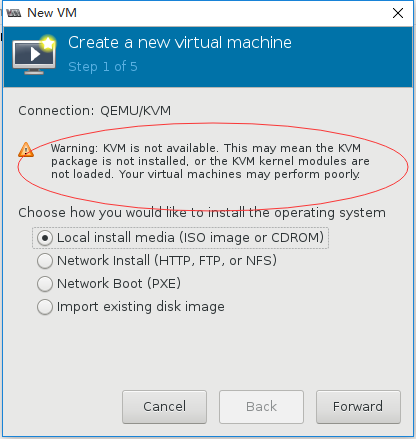 New VM
Create a new virtual machine
Step 1 of 5
Connection: QEMU/KVM
Warning: KVM is not available. This may mean the KVM
package is not installed, or the KVM kernel modules are
not loaded. Your virtual machines may perform poorly.
Choose how you would like to install the operating system
Local install media (ISO image or CDROM)
Network Install (HTTP, FTP, or NFS)
Network Boot (PXE)
Import existing disk image
Cancel Back Forward